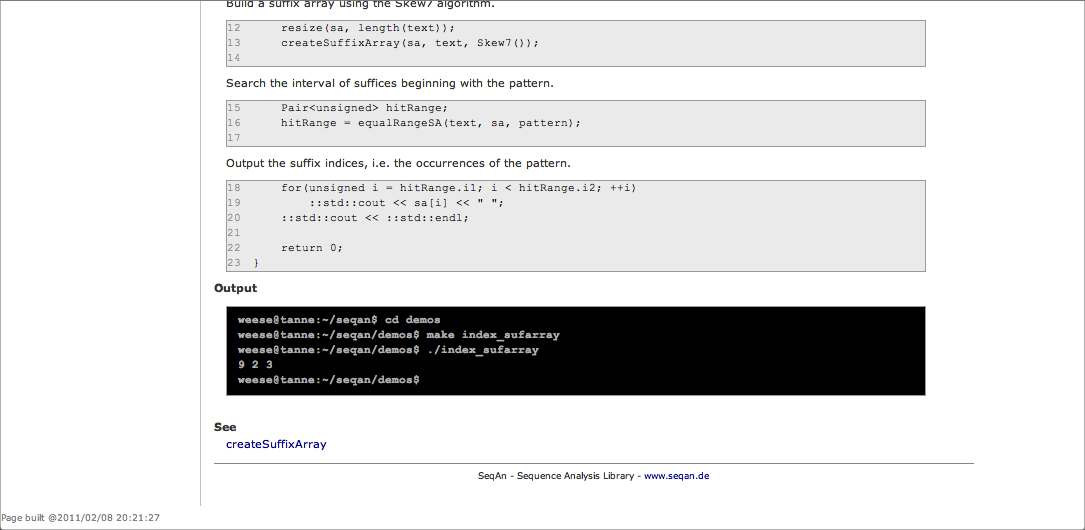 Build a suffix array using the Skew7 algorithm.
12 resize(sa, length(text));
13 createSuffixArray(sa, text, Skew7());
14
Search the interval of suffices beginning with the pattern.
15 Pair<unsigned> hitRange;
16 hitRange = equalRangeSA(text, sa, pattern);
17
Output the suffix indices, i.e. the occurrences of the pattern.
18 for(unsigned i = hitRange.i1; i < hitRange.i2; ++i)
19 ::std::cout << sa[i] << " ";
20 ::std::cout << ::std::endl;
21
22 return 0;
23 }
Output
weese@tanne:~/seqan$ cd demos
weese@tanne:~/seqan/demos$ make index_sufarray
weese@tanne:~/seqan/demos$ ./index_sufarray
9 2 3
weese@tanne:~/seqan/demos$
See
createSuffixArray
SeqAn - Sequence Analysis Library - www.seqan.de
Page built @2011/02/08 20:21:27